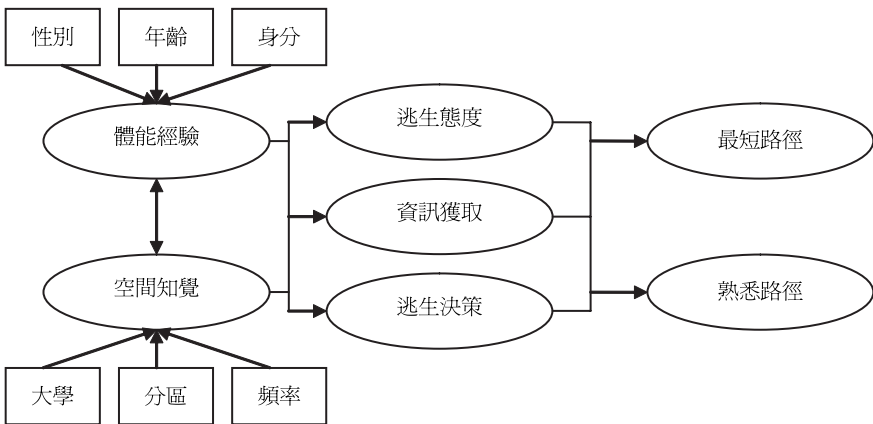 性別
年齡
身分
體能經驗
逃生態度
最短路徑
資訊獲取
空間知覺
逃生決策
熟悉路徑
大學
分區
頻率